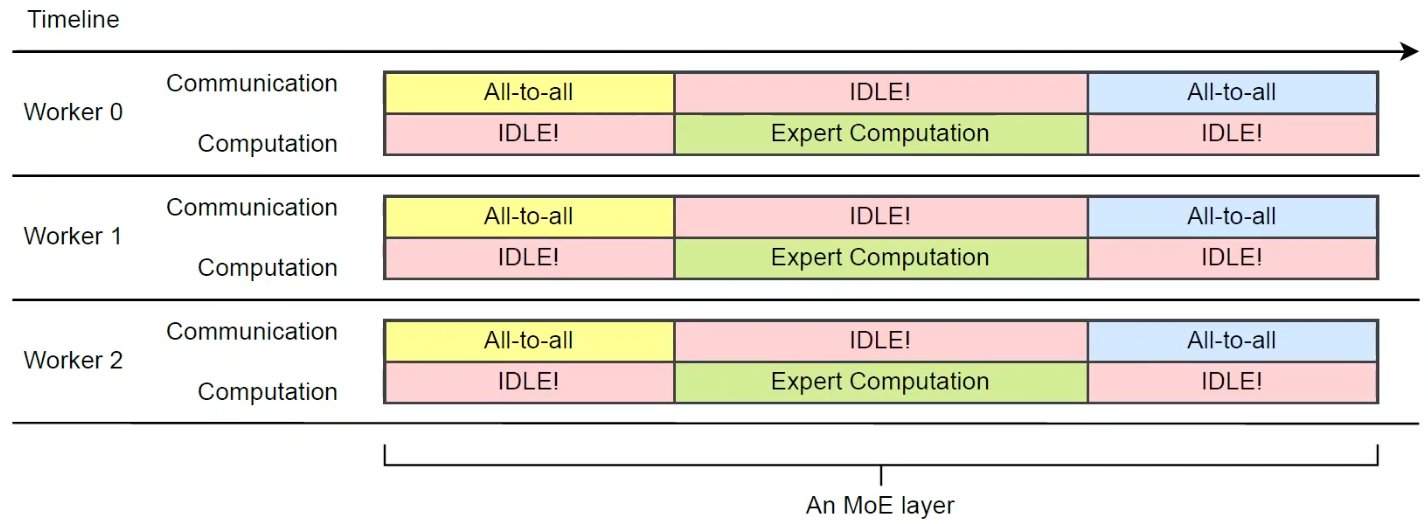 Timeline
Communication
All-to-all IDLE! All-to-all
Worker 0
Computation
IDLE! Expert Computation IDLE!
Communication
All-to-all IDLE! All-to-all
Worker 1
Computation
IDLE! Expert Computation IDLE!
Communication
All-to-all IDLE! All-to-all
Worker 2
Computation
IDLE! Expert Computation IDLE!
An MoE layer